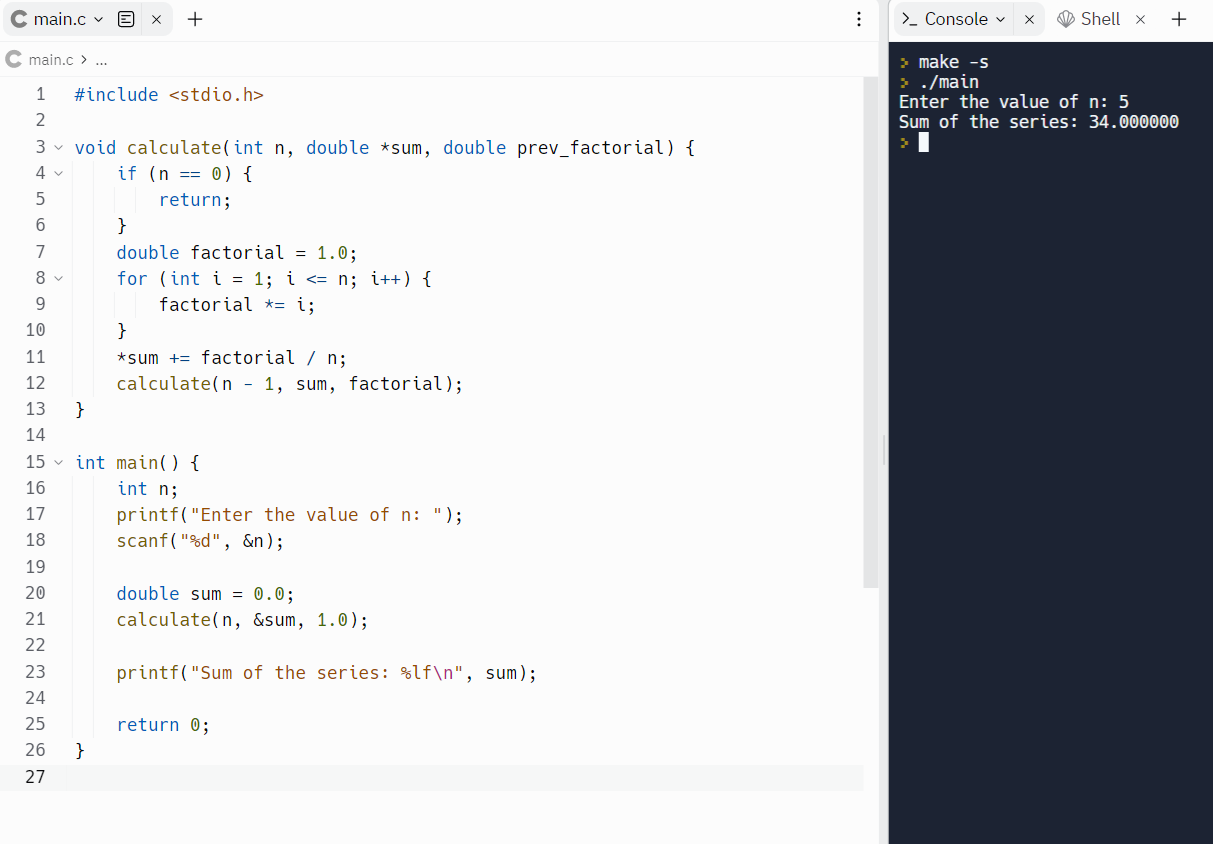 main.c
main.c > ...
1 #include <stdio.h>
2
3 void calculate(int n, double *sum, double prev_factorial) {
4     if (n == 0) {
5         return;
6     }
7     double factorial = 1.0;
8     for (int i = 1; i <= n; i++) {
9         factorial *= i;
10     }
11     *sum += factorial / n;
12     calculate(n - 1, sum, factorial);
13 }
14
15 int main() {
16     int n;
17     printf("Enter the value of n: ");
18     scanf("%d", &n);
19
20     double sum = 0.0;
21     calculate(n, &sum, 1.0);
22
23     printf("Sum of the series: %lf\n", sum);
24
25     return 0;
26 }
27
>_ Console
Shell
> make -s
> ./main
Enter the value of n: 5
Sum of the series: 34.000000
>